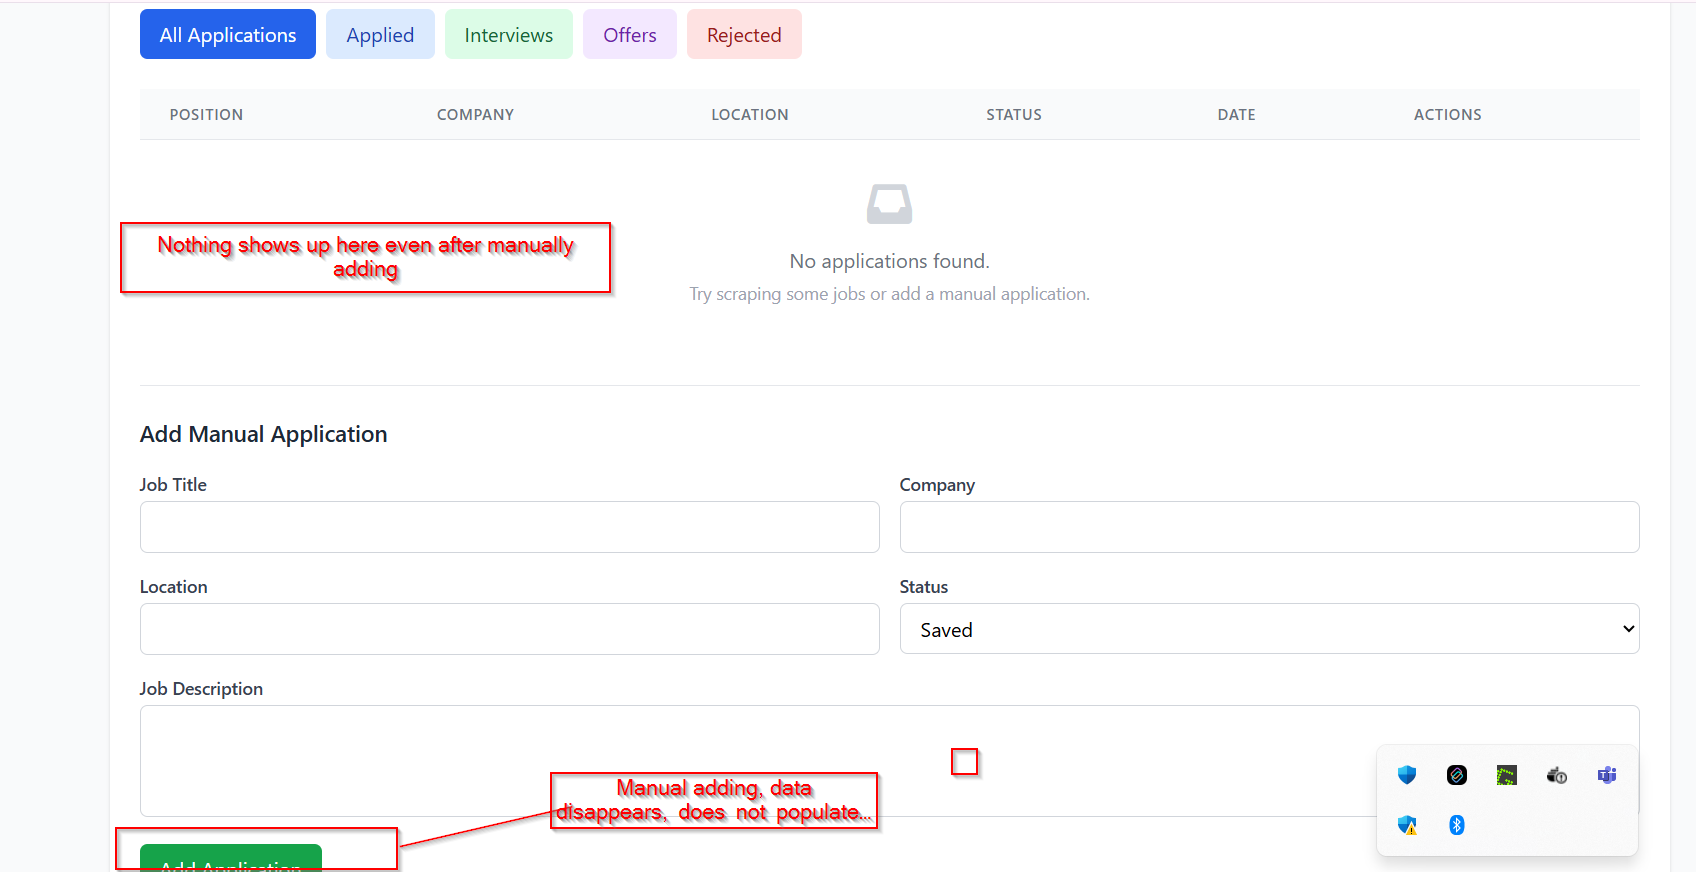 All Applications Applied Interviews Offers Rejected
POSITION COMPANY LOCATION STATUS DATE ACTIONS
Nothing shows up here even after manually
adding
No applications found.
Try scraping some jobs or add a manual application.
Add Manual Application
Job Title Company
Location Status
Saved
Job Description
Manual adding, data
disappears, does not populate...
Add Application